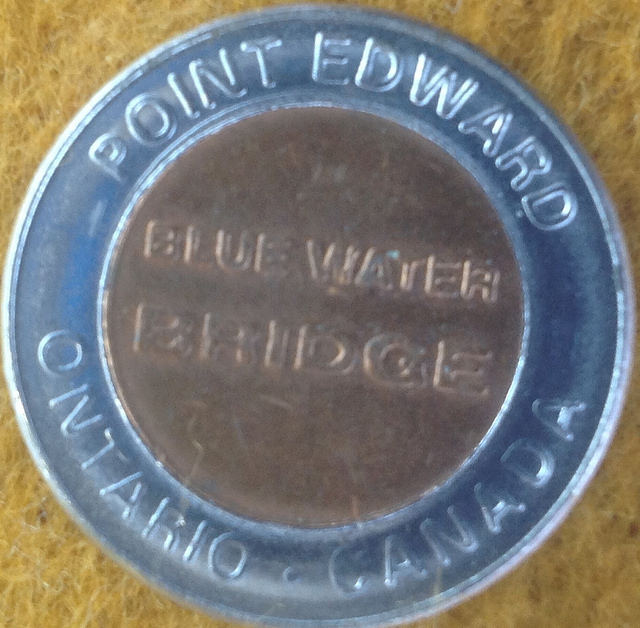 POINT EDWARD
BLUE WATER
BRIDGE
ONTARIO · CANADA